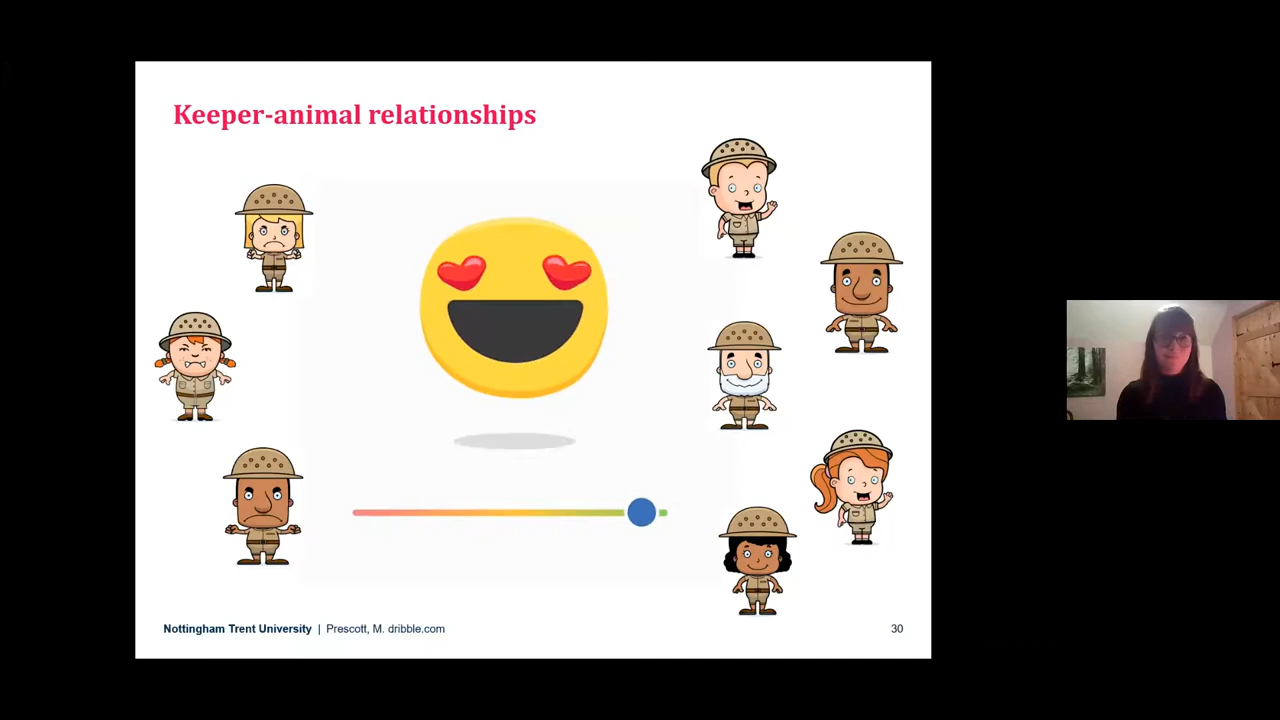 Keeper-animal relationships
Nottingham Trent University | Prescott, M. dribble.com
30